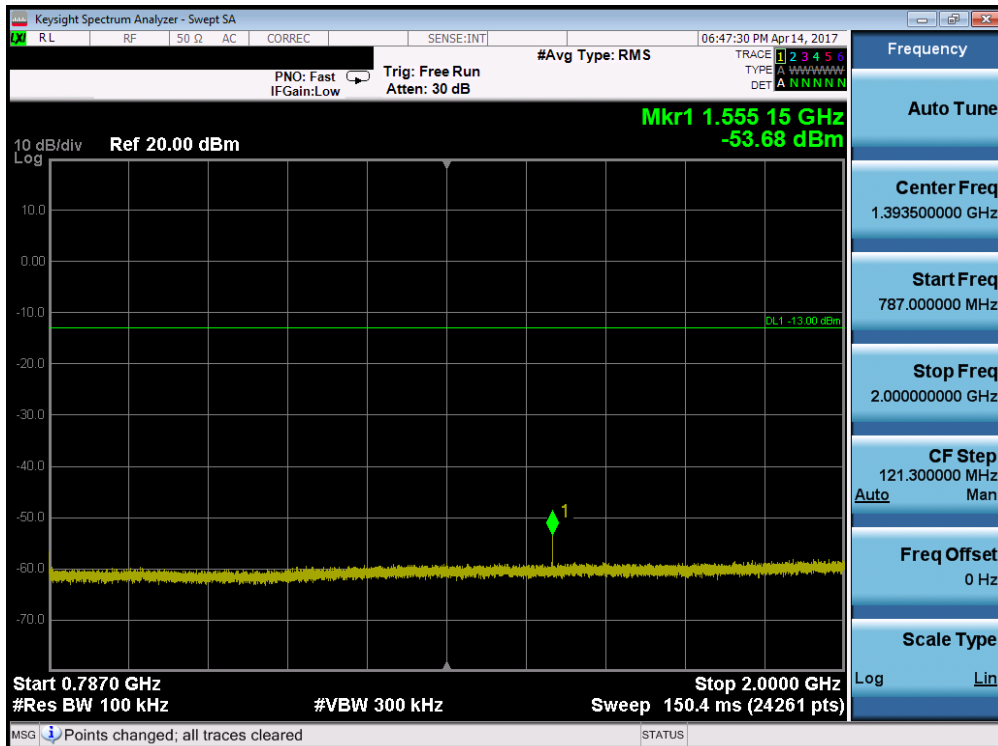 Keysight Spectrum Analyzer - Swept SA
LXI RL RF 50 Ω AC CORREC SENSE:INT 06:47:30 PM Apr 14, 2017
PNO: Fast Trig: Free Run #Avg Type: RMS TRACE 1 2 3 4 5 6
IFGain:Low Atten: 30 dB TYPE A WWWWW
DET A N N N N N
Mkr1 1.555 15 GHz
-53.68 dBm
10 dB/div Ref 20.00 dBm
Log
10.0
0.00
-10.0
DL1 -13.00 dBm
-20.0
-30.0
-40.0
-50.0
1
-60.0
-70.0
Start 0.7870 GHz Stop 2.0000 GHz
#Res BW 100 kHz #VBW 300 kHz Sweep 150.4 ms (24261 pts)
MSG Points changed; all traces cleared STATUS
Frequency
Auto Tune
Center Freq
1.393500000 GHz
Start Freq
787.000000 MHz
Stop Freq
2.000000000 GHz
CF Step
121.300000 MHz
Auto Man
Freq Offset
0 Hz
Scale Type
Log Lin